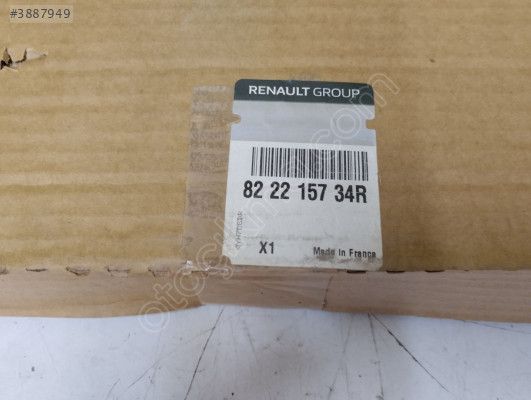 #3887949
RENAULT GROUP
82 22 157 34R
X1 Made in France